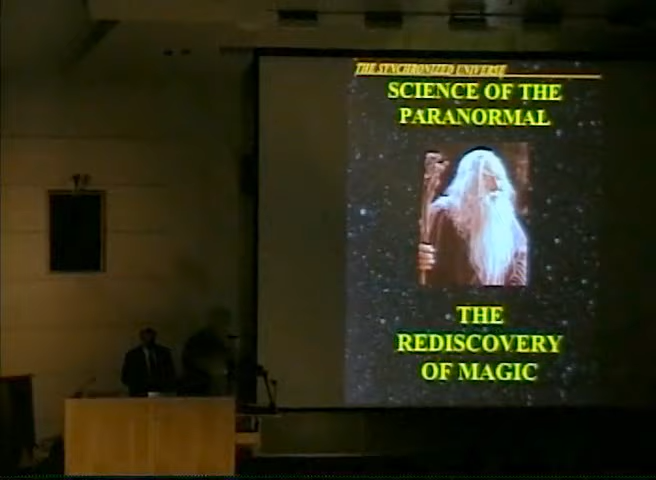 THE SYNCHRONIZED UNIVERSE
SCIENCE OF THE
PARANORMAL
THE
REDISCOVERY
OF MAGIC